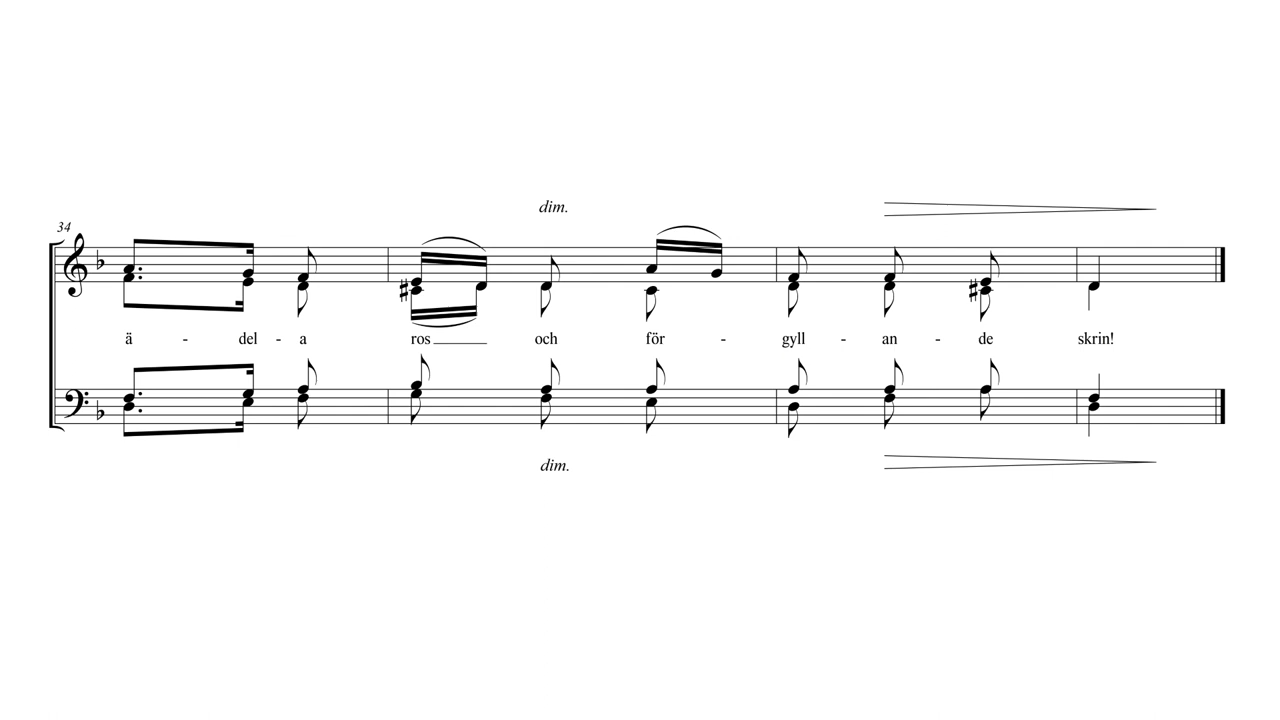 dim.
34
ä - del - a ros och för - gyll - an - de skrin!
dim.